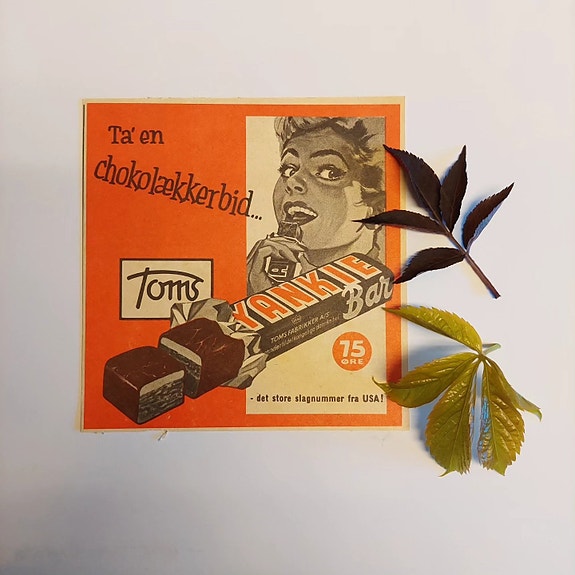 Ta' en
chokolækkerbid...
Toms
YANKIE
Bar
TOMS FABRIKKER A/S
75
ØRE
- det store slagnummer fra USA!